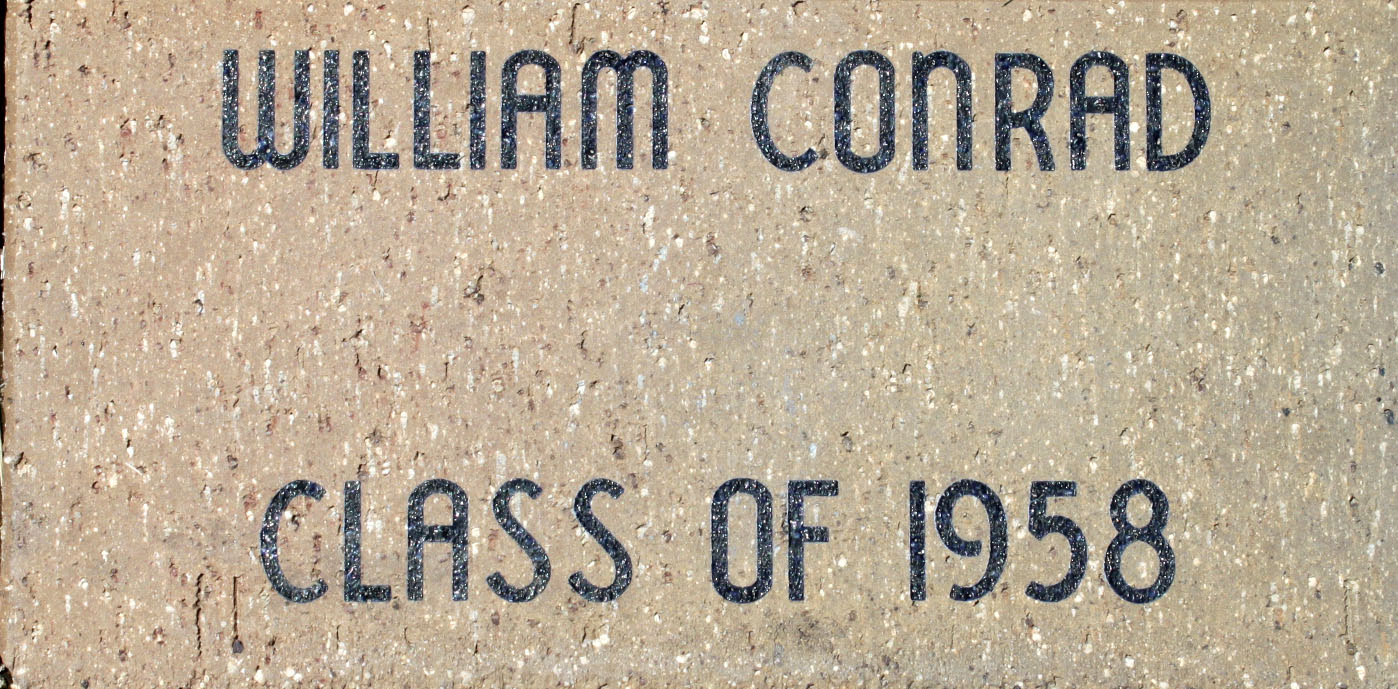 WILLIAM CONRAD
CLASS OF 1958